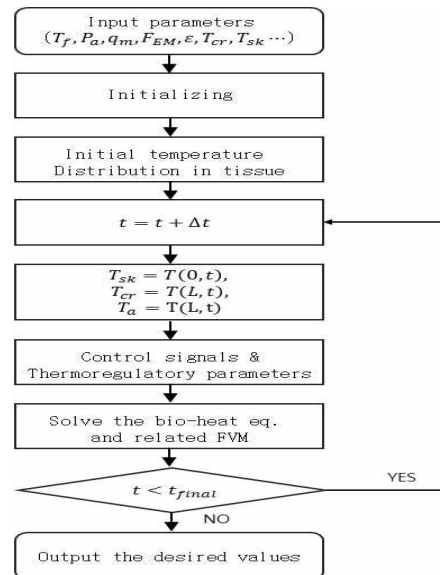 Input parameters
(T_f, P_a, q_m, F_EM, ε, T_cr, T_sk ⋯)
Initializing
Initial temperature
Distribution in tissue
t = t + Δt
T_sk = T(0, t),
T_cr = T(L, t),
T_a = T(L, t)
Control signals &
Thermoregulatory parameters
Solve the bio-heat eq.
and related FVM
t < t_final
YES
NO
Output the desired values